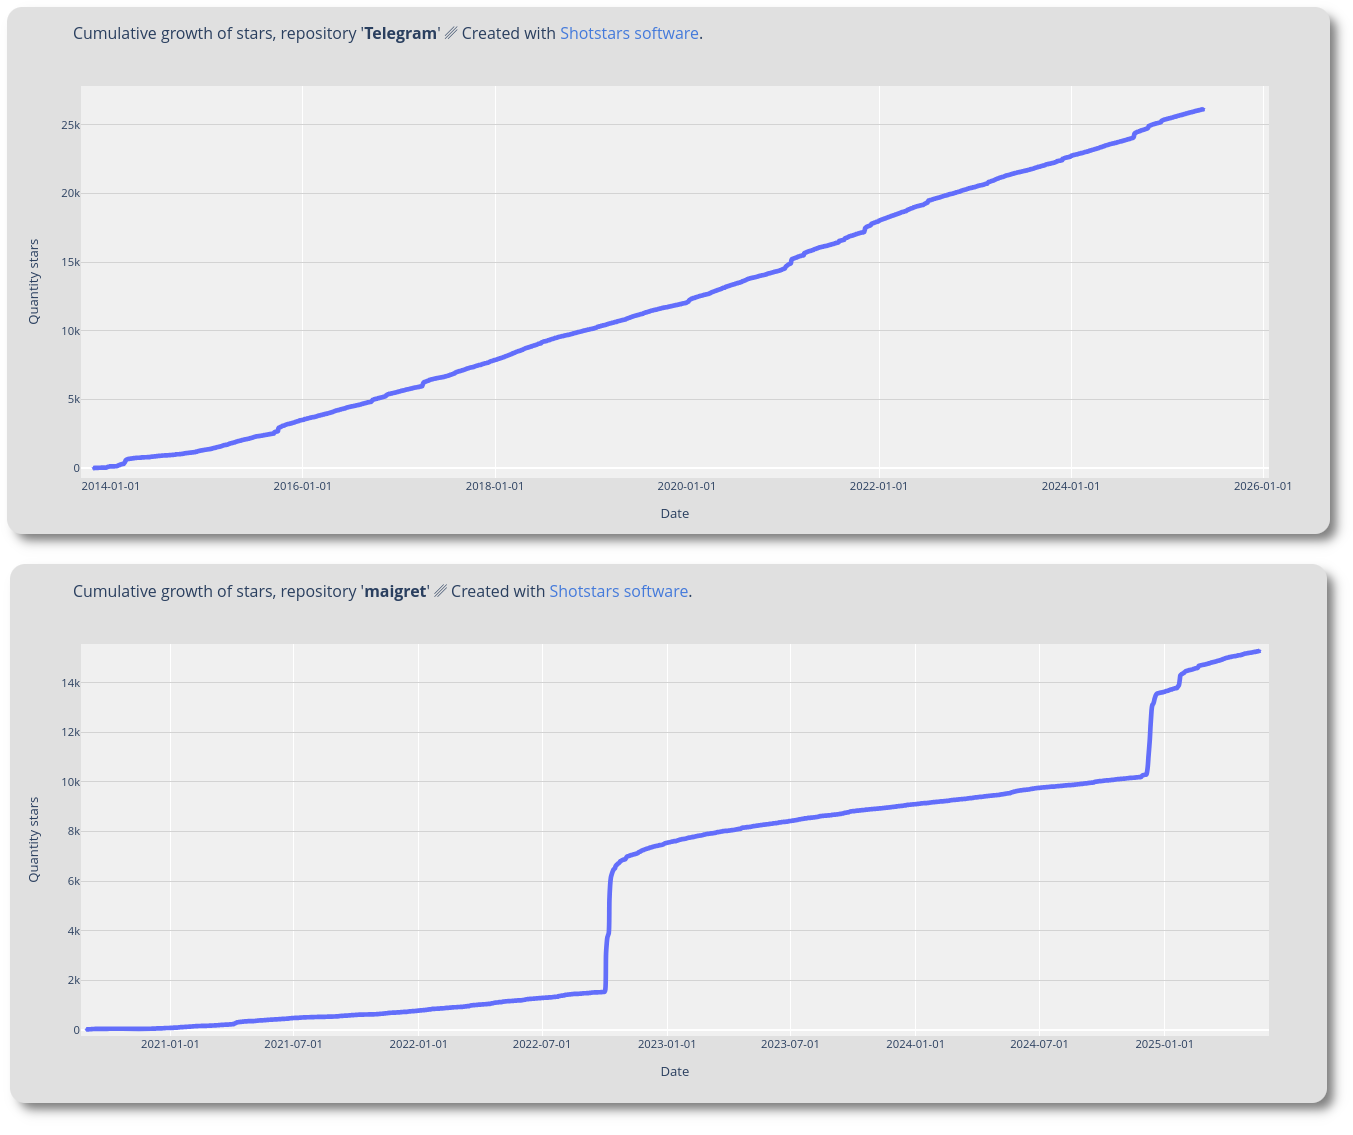 Cumulative growth of stars, repository 'Telegram' ⫻ Created with Shotstars software.
25k
20k
15k
10k
5k
0
Quantity stars
2014-01-01 2016-01-01 2018-01-01 2020-01-01 2022-01-01 2024-01-01 2026-01-01
Date
Cumulative growth of stars, repository 'maigret' ⫻ Created with Shotstars software.
14k
12k
10k
8k
6k
4k
2k
0
Quantity stars
2021-01-01 2021-07-01 2022-01-01 2022-07-01 2023-01-01 2023-07-01 2024-01-01 2024-07-01 2025-01-01
Date